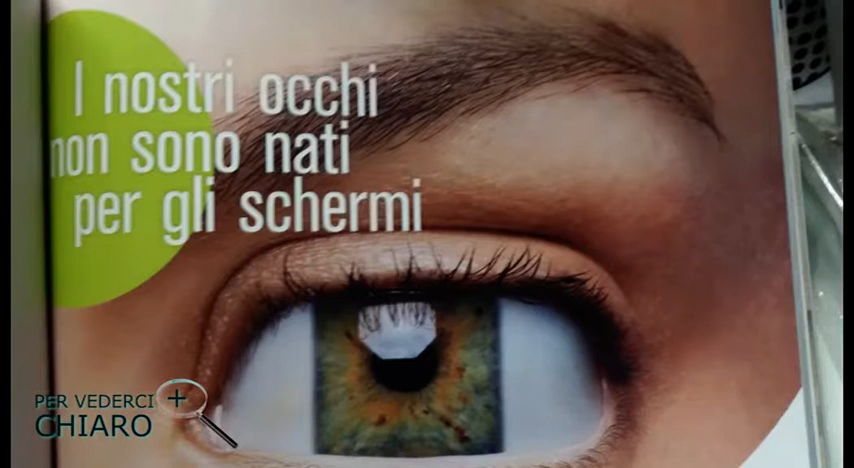 I nostri occhi
non sono nati
per gli schermi
PER VEDERCI +
CHIARO